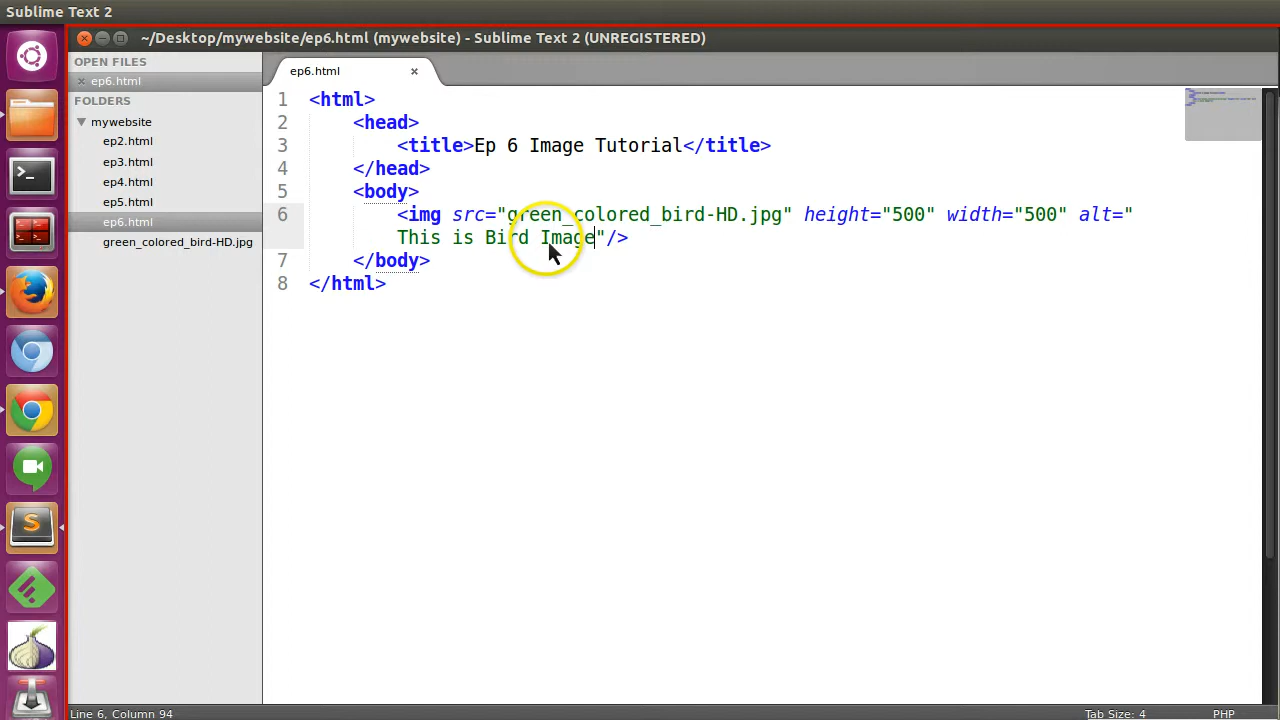 Sublime Text 2
~/Desktop/mywebsite/ep6.html (mywebsite) - Sublime Text 2 (UNREGISTERED)
OPEN FILES
ep6.html
FOLDERS
mywebsite
ep2.html
ep3.html
ep4.html
ep5.html
ep6.html
green_colored_bird-HD.jpg
ep6.html
1 <html>
2 <head>
3 <title>Ep 6 Image Tutorial</title>
4 </head>
5 <body>
6 <img src="green_colored_bird-HD.jpg" height="500" width="500" alt="
This is Bird Image"/>
7 </body>
8 </html>
Line 6, Column 94
Tab Size: 4
PHP